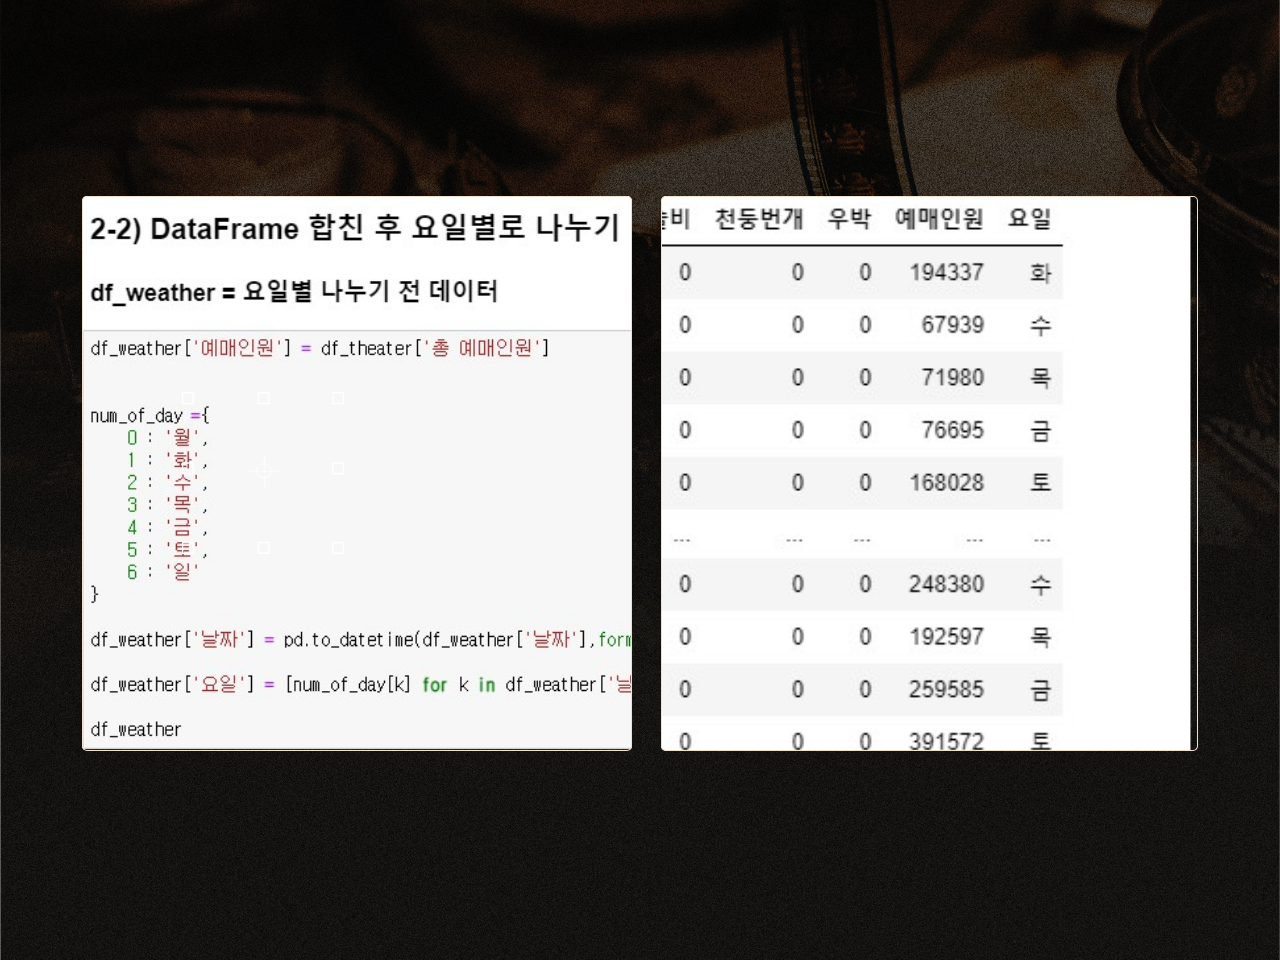 2-2) DataFrame 합친 후 요일별로 나누기
df_weather = 요일별 나누기 전 데이터
df_weather['예매인원'] = df_theater['총 예매인원']
num_of_day ={
0 : '월',
1 : '화',
2 : '수',
3 : '목',
4 : '금',
5 : '토',
6 : '일'
}
df_weather['날짜'] = pd.to_datetime(df_weather['날짜'],form
df_weather['요일'] = [num_of_day[k] for k in df_weather['날
df_weather
비 천둥번개 우박 예매인원 요일
0 0 0 194337 화
0 0 0 67939 수
0 0 0 71980 목
0 0 0 76695 금
0 0 0 168028 토
... ... ... ... ...
0 0 0 248380 수
0 0 0 192597 목
0 0 0 259585 금
0 0 0 391572 토